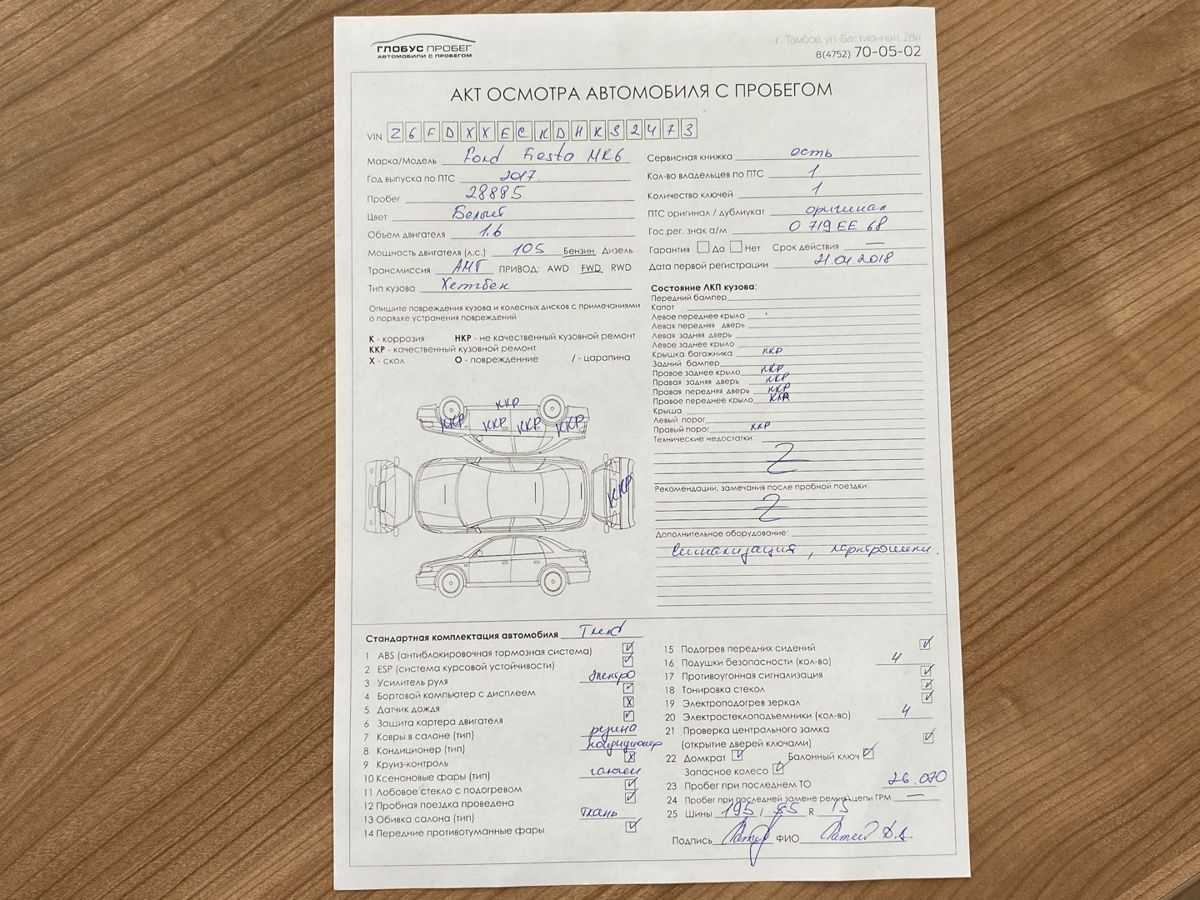 ГЛОБУС ПРОБЕГ
АВТОМОБИЛИ С ПРОБЕГОМ
г. Тамбов, ул. Бастионная, 28н
8(4752) 70-05-02
АКТ ОСМОТРА АВТОМОБИЛЯ С ПРОБЕГОМ
VIN Z6FDXXECKDHKS2473
Марка/Модель Ford Fiesta MK6
Год выпуска по ПТС 2017
Пробег 28885
Цвет Белый
Объем двигателя 1.6
Мощность двигателя (л.с.) 105 Бензин Дизель
Трансмиссия АКП ПРИВОД: AWD FWD RWD
Тип кузова Хетчбек
Сервисная книжка есть
Кол-во владельцев по ПТС 1
Количество ключей 1
ПТС оригинал / дубликат оригинал
Гос.рег. знак а/м О 719 ЕЕ 68
Гарантия Да Нет Срок действия —
Дата первой регистрации 21.04 2018
Опишите повреждения кузова и колесных дисков с примечаниями
о порядке устранения повреждений
К - коррозия НКР - не качественный кузовной ремонт
ККР - качественный кузовной ремонт
Х - скол О - повреждение / - царапина
ККР
ККР ККР ККР ККР
ККР
Состояние ЛКП кузова:
Передний бампер
Капот
Левое переднее крыло
Левая передняя дверь
Левая задняя дверь
Левое заднее крыло
Крышка багажника ККР
Задний бампер
Правое заднее крыло ККР
Правая задняя дверь ККР
Правая передняя дверь ККР
Правое переднее крыло ККР
Крыша
Левый порог
Правый порог ККР
Технические недостатки:
Z
Рекомендации, замечания после пробной поездки:
Z
Дополнительное оборудование:
Сигнализация, парктроники.
Стандартная комплектация автомобиля Trend
1 ABS (антиблокировочная тормозная система)
2 ESP (система курсовой устойчивости)
3 Усилитель руля Электро
4 Бортовой компьютер с дисплеем
5 Датчик дождя
6 Защита картера двигателя
7 Ковры в салоне (тип) резина
8 Кондиционер (тип) кондиционер
9 Круиз-контроль
10 Ксеноновые фары (тип) галоген
11 Лобовое стекло с подогревом
12 Пробная поездка проведена
13 Обивка салона (тип) ткань
14 Передние противотуманные фары
15 Подогрев передних сидений
16 Подушки безопасности (кол-во) 4
17 Противоугонная сигнализация
18 Тонировка стекол
19 Электроподогрев зеркал
20 Электростеклоподъемники (кол-во) 4
21 Проверка центрального замка
(открытие дверей ключами)
22 Домкрат Балонный ключ
Запасное колесо
23 Пробег при последнем ТО 26.070
24 Пробег при последней замене ремня/цепи ГРМ —
25 Шины 195 / 55 R 15
Подпись ФИО